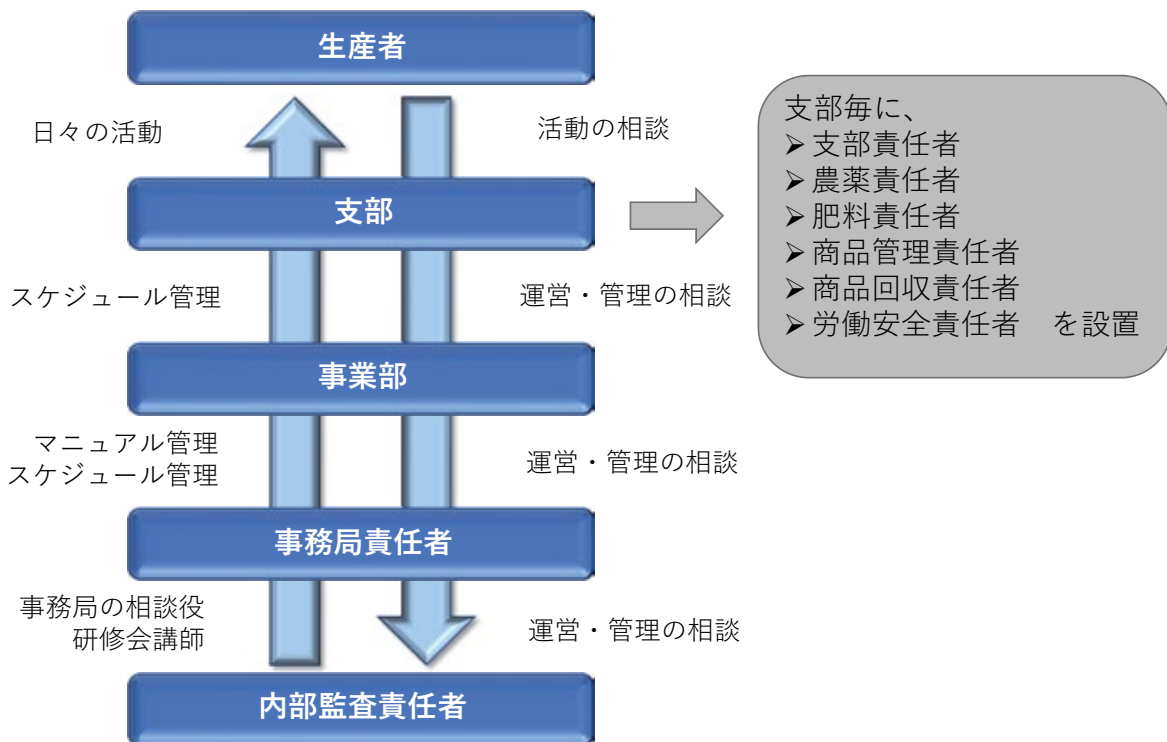 生産者
日々の活動
活動の相談
支部
支部毎に、
➢支部責任者
➢農薬責任者
➢肥料責任者
➢商品管理責任者
➢商品回収責任者
➢労働安全責任者　を設置
スケジュール管理
運営・管理の相談
事業部
マニュアル管理
スケジュール管理
運営・管理の相談
事務局責任者
事務局の相談役
研修会講師
運営・管理の相談
内部監査責任者